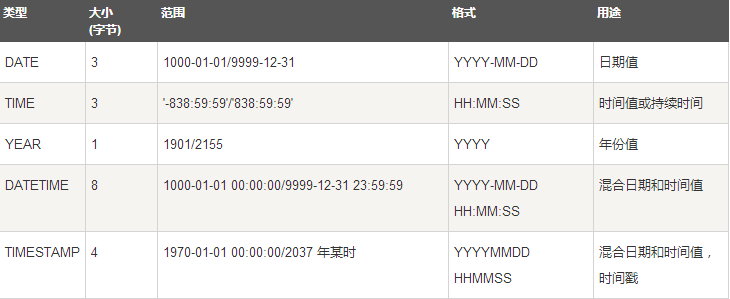 类型 大小 范围 格式 用途
(字节)
DATE 3 1000-01-01/9999-12-31 YYYY-MM-DD 日期值
TIME 3 '-838:59:59'/'838:59:59' HH:MM:SS 时间值或持续时间
YEAR 1 1901/2155 YYYY 年份值
DATETIME 8 1000-01-01 00:00:00/9999-12-31 23:59:59 YYYY-MM-DD 混合日期和时间值
HH:MM:SS
TIMESTAMP 4 1970-01-01 00:00:00/2037 年某时 YYYYMMDD 混合日期和时间值，
HHMMSS 时间戳